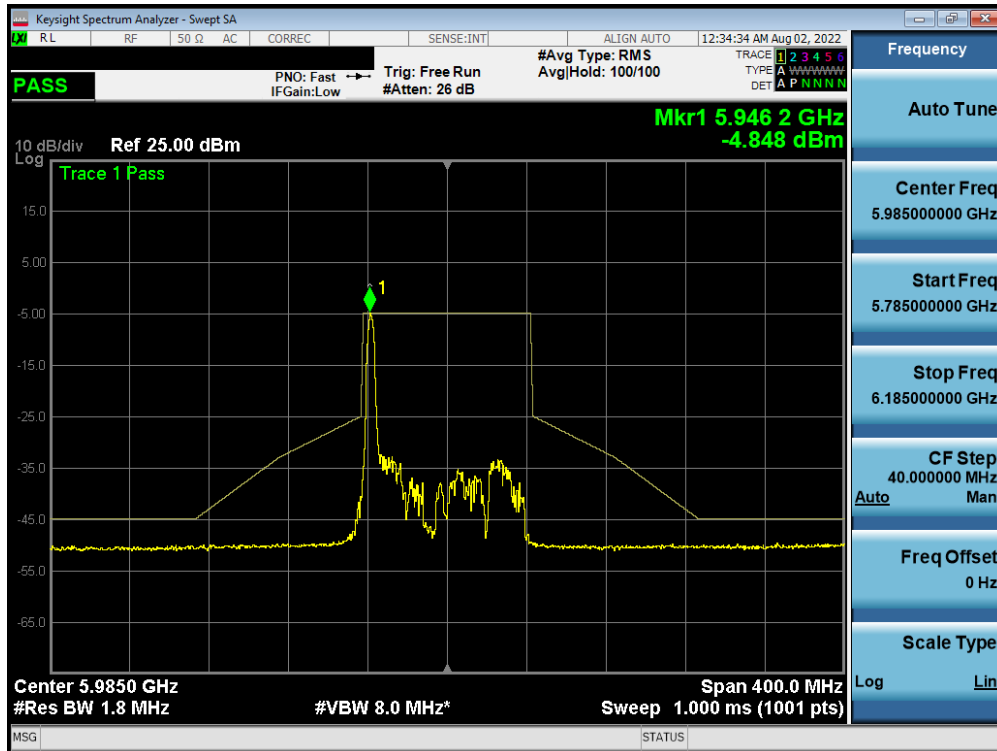 Keysight Spectrum Analyzer - Swept SA
LXI RL RF 50 Ω AC CORREC SENSE:INT ALIGN AUTO 12:34:34 AM Aug 02, 2022
PASS
PNO: Fast
IFGain:Low
Trig: Free Run
#Atten: 26 dB
#Avg Type: RMS
Avg|Hold: 100/100
TRACE 1 2 3 4 5 6
TYPE A WWWWWW
DET A P N N N N
Mkr1 5.946 2 GHz
-4.848 dBm
10 dB/div Ref 25.00 dBm
Log
Trace 1 Pass
1
15.0
5.00
-5.00
-15.0
-25.0
-35.0
-45.0
-55.0
-65.0
Center 5.9850 GHz Span 400.0 MHz
#Res BW 1.8 MHz #VBW 8.0 MHz* Sweep 1.000 ms (1001 pts)
MSG STATUS
Frequency
Auto Tune
Center Freq
5.985000000 GHz
Start Freq
5.785000000 GHz
Stop Freq
6.185000000 GHz
CF Step
40.000000 MHz
Auto Man
Freq Offset
0 Hz
Scale Type
Log Lin